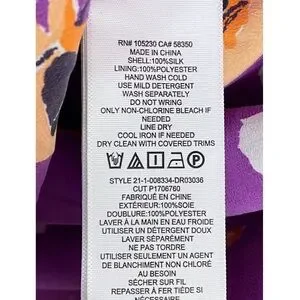 RN# 105230 CA# 58350
MADE IN CHINA
SHELL:100%SILK
LINING:100%POLYESTER
HAND WASH COLD
USE MILD DETERGENT
WASH SEPARATELY
DO NOT WRING
ONLY NON-CHLORINE BLEACH IF
NEEDED
LINE DRY
COOL IRON IF NEEDED
DRY CLEAN WITH COVERED TRIMS
STYLE 21-1-008334-DR03036
CUT P1706760
FABRIQUÉ EN CHINE
EXTÉRIEUR:100%SOIE
DOUBLURE:100%POLYESTER
LAVER À LA MAIN EN EAU FROIDE
UTILISER UN DÉTERGENT DOUX
LAVER SÉPARÉMENT
NE PAS TORDRE
UTILISER SEULEMENT UN AGENT
DE BLANCHIMENT NON CHLORÉ
AU BESOIN
SÉCHER SUR FIL
REPASSER À FER TIÈDE SI
NÉCESSAIRE